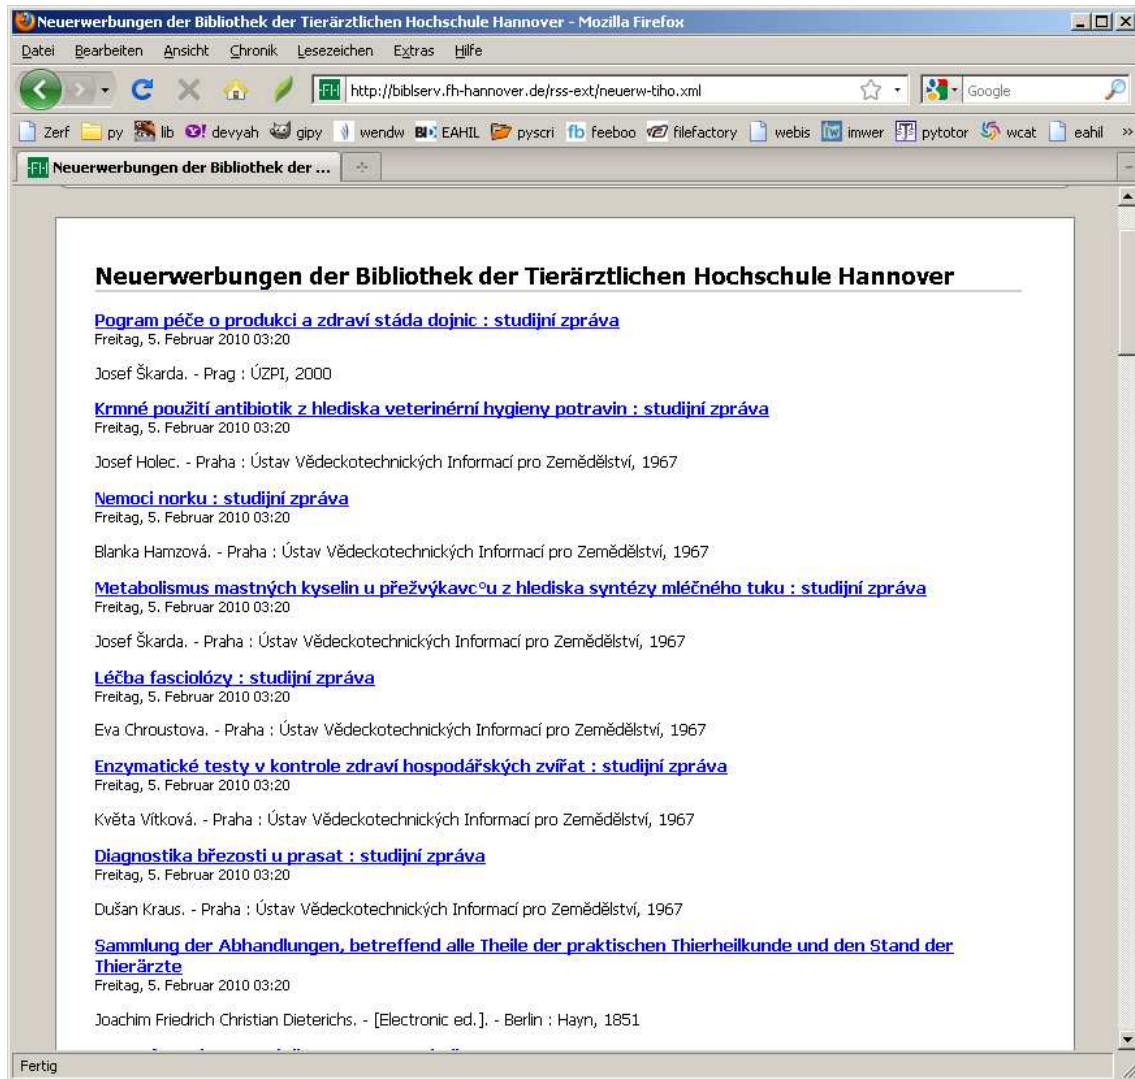 Neuerwerbungen der Bibliothek der Tierärztlichen Hochschule Hannover - Mozilla Firefox
Datei Bearbeiten Ansicht Chronik Lesezeichen Extras Hilfe
FH http://biblserv.fh-hannover.de/rss-ext/neuerw-tiho.xml Google
Zerf py lib devyah gipy wendw EAHIL pyscri fb feeboo filefactory webis imwer pytotor wcat eahil »
FH Neuerwerbungen der Bibliothek der ...
Neuerwerbungen der Bibliothek der Tierärztlichen Hochschule Hannover
Pogram péče o produkci a zdraví stáda dojnic : studijní zpráva
Freitag, 5. Februar 2010 03:20
Josef Škarda. - Prag : ÚZPI, 2000
Krmné použití antibiotik z hlediska veterinérní hygieny potravin : studijní zpráva
Freitag, 5. Februar 2010 03:20
Josef Holec. - Praha : Ústav Vědeckotechnických Informací pro Zemědělství, 1967
Nemoci norku : studijní zpráva
Freitag, 5. Februar 2010 03:20
Blanka Hamzová. - Praha : Ústav Vědeckotechnických Informací pro Zemědělství, 1967
Metabolismus mastných kyselin u přežvýkavc°u z hlediska syntézy mléčného tuku : studijní zpráva
Freitag, 5. Februar 2010 03:20
Josef Škarda. - Praha : Ústav Vědeckotechnických Informací pro Zemědělství, 1967
Léčba fasciolózy : studijní zpráva
Freitag, 5. Februar 2010 03:20
Eva Chroustova. - Praha : Ústav Vědeckotechnických Informací pro Zemědělství, 1967
Enzymatické testy v kontrole zdraví hospodářských zvířat : studijní zpráva
Freitag, 5. Februar 2010 03:20
Květa Vítková. - Praha : Ústav Vědeckotechnických Informací pro Zemědělství, 1967
Diagnostika březosti u prasat : studijní zpráva
Freitag, 5. Februar 2010 03:20
Dušan Kraus. - Praha : Ústav Vědeckotechnických Informací pro Zemědělství, 1967
Sammlung der Abhandlungen, betreffend alle Theile der praktischen Thierheilkunde und den Stand der
Thierärzte
Freitag, 5. Februar 2010 03:20
Joachim Friedrich Christian Dieterichs. - [Electronic ed.]. - Berlin : Hayn, 1851
Fertig